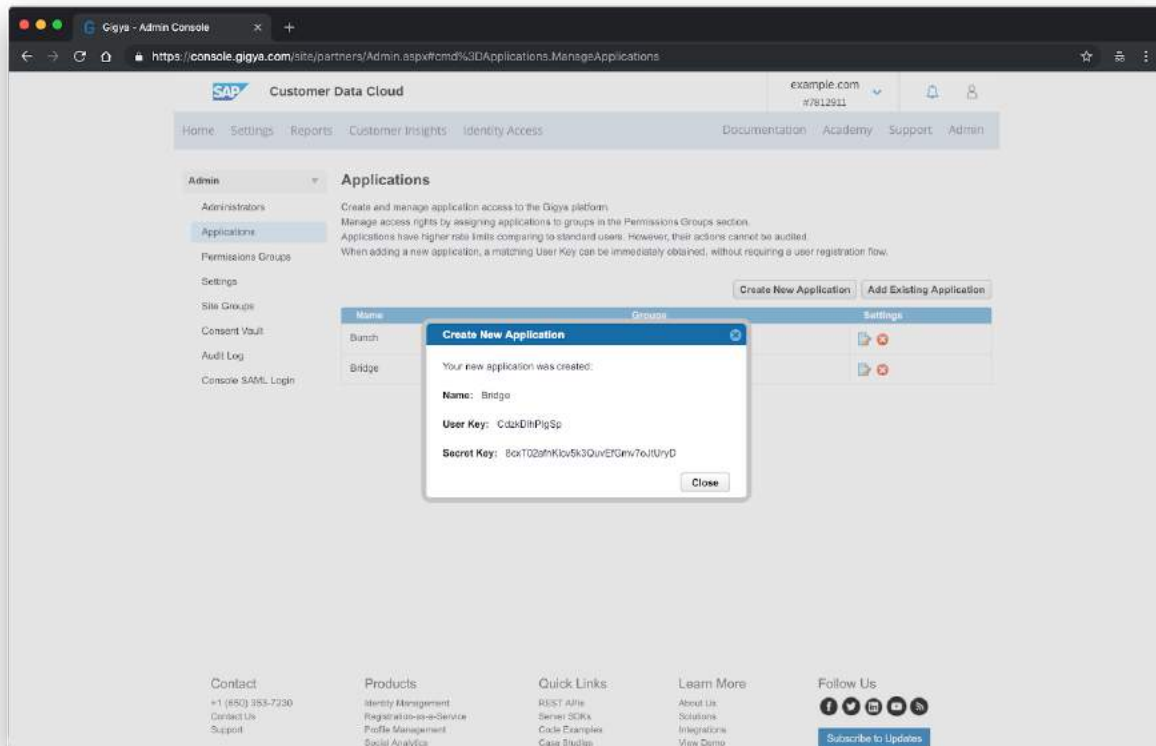 Gigya - Admin Console
https://console.gigya.com/site/partners/Admin.aspx#cmd%3DApplications.ManageApplications
SAP Customer Data Cloud
example.com
#7812911
Home Settings Reports Customer Insights Identity Access Documentation Academy Support Admin
Admin
Administrators
Applications
Permissions Groups
Settings
Site Groups
Consent Vault
Audit Log
Console SAML Login
Applications
Create and manage application access to the Gigya platform.
Manage access rights by assigning applications to groups in the Permissions Groups section.
Applications have higher rate limits comparing to standard users. However, their actions cannot be audited.
When adding a new application, a matching User Key can be immediately obtained, without requiring a user registration flow.
Create New Application Add Existing Application
Name Groups Settings
Bridge
Create New Application
Your new application was created:
Name: Bridge
User Key:
Secret Key:
Close
Contact
+1 (650) 353-7230
Contact Us
Support
Products
Identity Management
Registration-as-a-Service
Profile Management
Social Analytics
Quick Links
REST APIs
Server SDKs
Code Examples
Case Studies
Learn More
About Us
Solutions
Integrations
View Demo
Follow Us
Subscribe to Updates